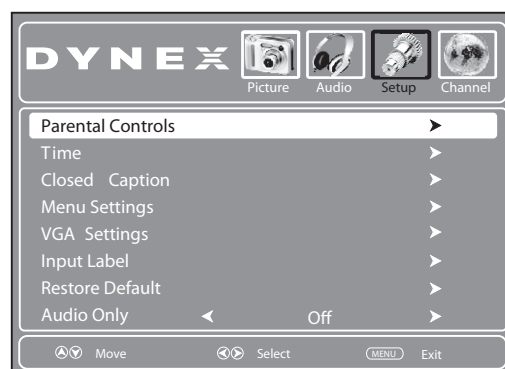 DYNEX
Picture Audio Setup Channel
Parental Controls
Time
Closed Caption
Menu Settings
VGA Settings
Input Label
Restore Default
Audio Only Off
Move Select MENU Exit